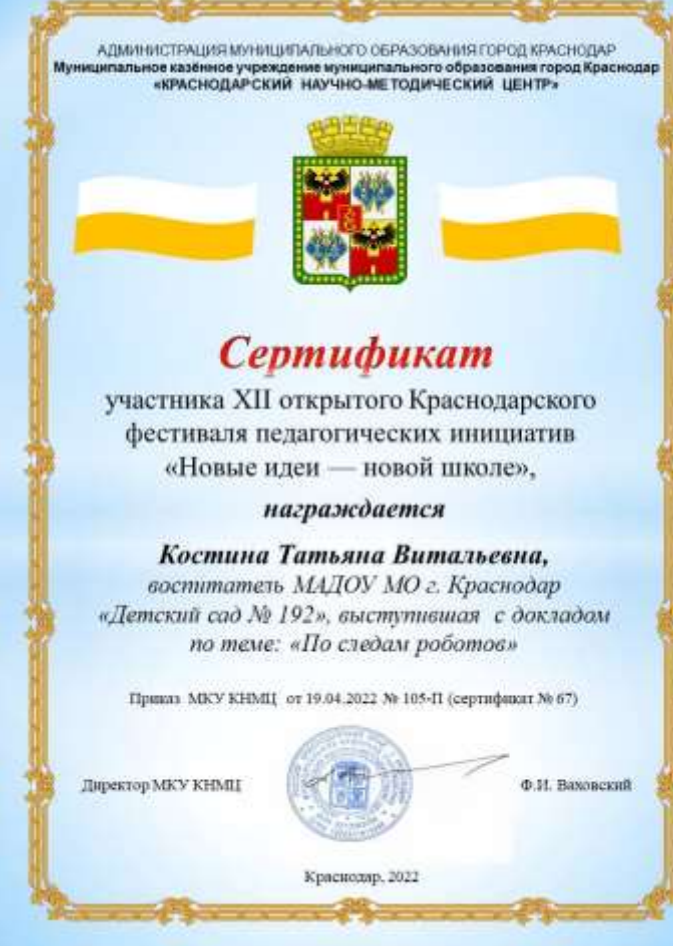 АДМИНИСТРАЦИЯ МУНИЦИПАЛЬНОГО ОБРАЗОВАНИЯ ГОРОД КРАСНОДАР
Муниципальное казённое учреждение муниципального образования город Краснодар
«КРАСНОДАРСКИЙ НАУЧНО-МЕТОДИЧЕСКИЙ ЦЕНТР»
Сертификат
участника XII открытого Краснодарского
фестиваля педагогических инициатив
«Новые идеи — новой школе»,
награждается
Костина Татьяна Витальевна,
воспитатель МАДОУ МО г. Краснодар
«Детский сад № 192», выступившая с докладом
по теме: «По следам роботов»
Приказ МКУ КНМЦ от 19.04.2022 № 105-П (сертификат № 67)
Директор МКУ КНМЦ Ф.И. Ваховский
Краснодар, 2022